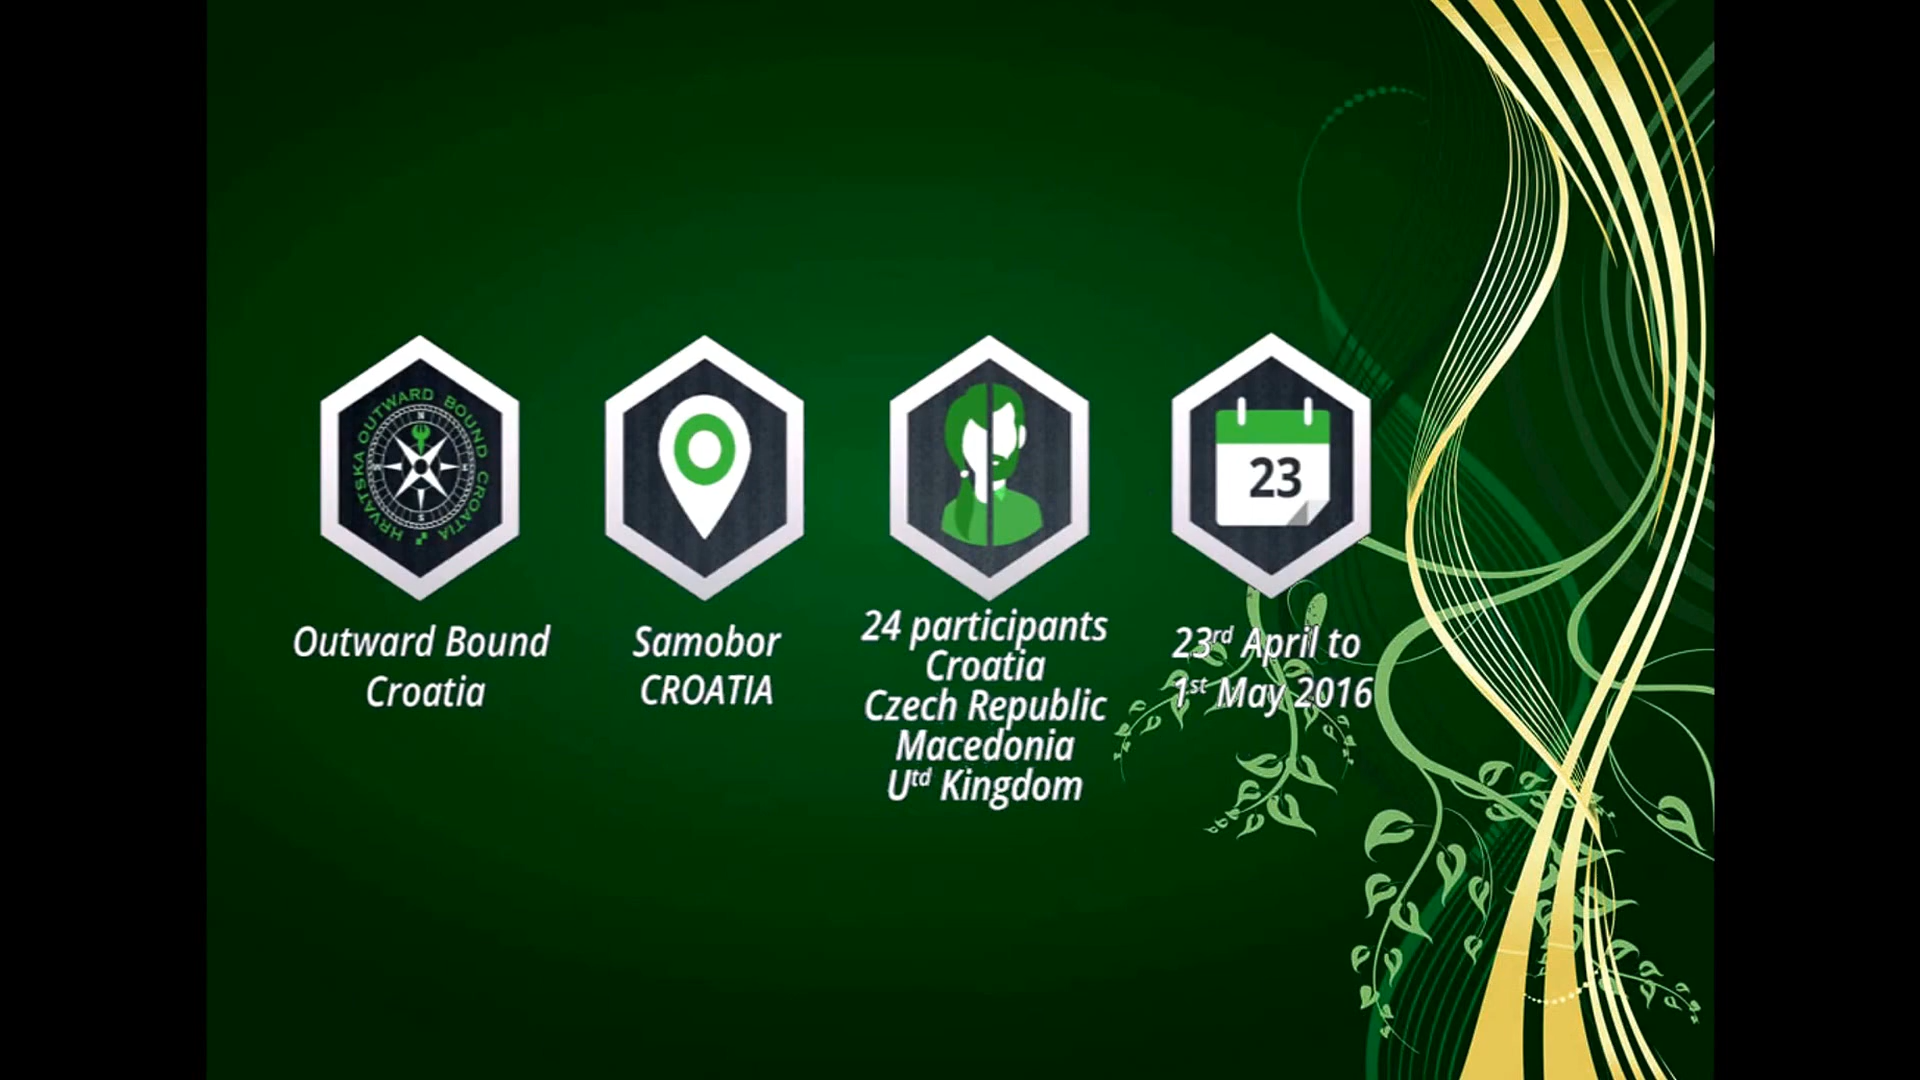 HRVATSKA OUTWARD BOUND CROATIA
N
S
Outward Bound
Croatia
Samobor
CROATIA
24 participants
Croatia
Czech Republic
Macedonia
Utd Kingdom
23
23rd April to
1st May 2016